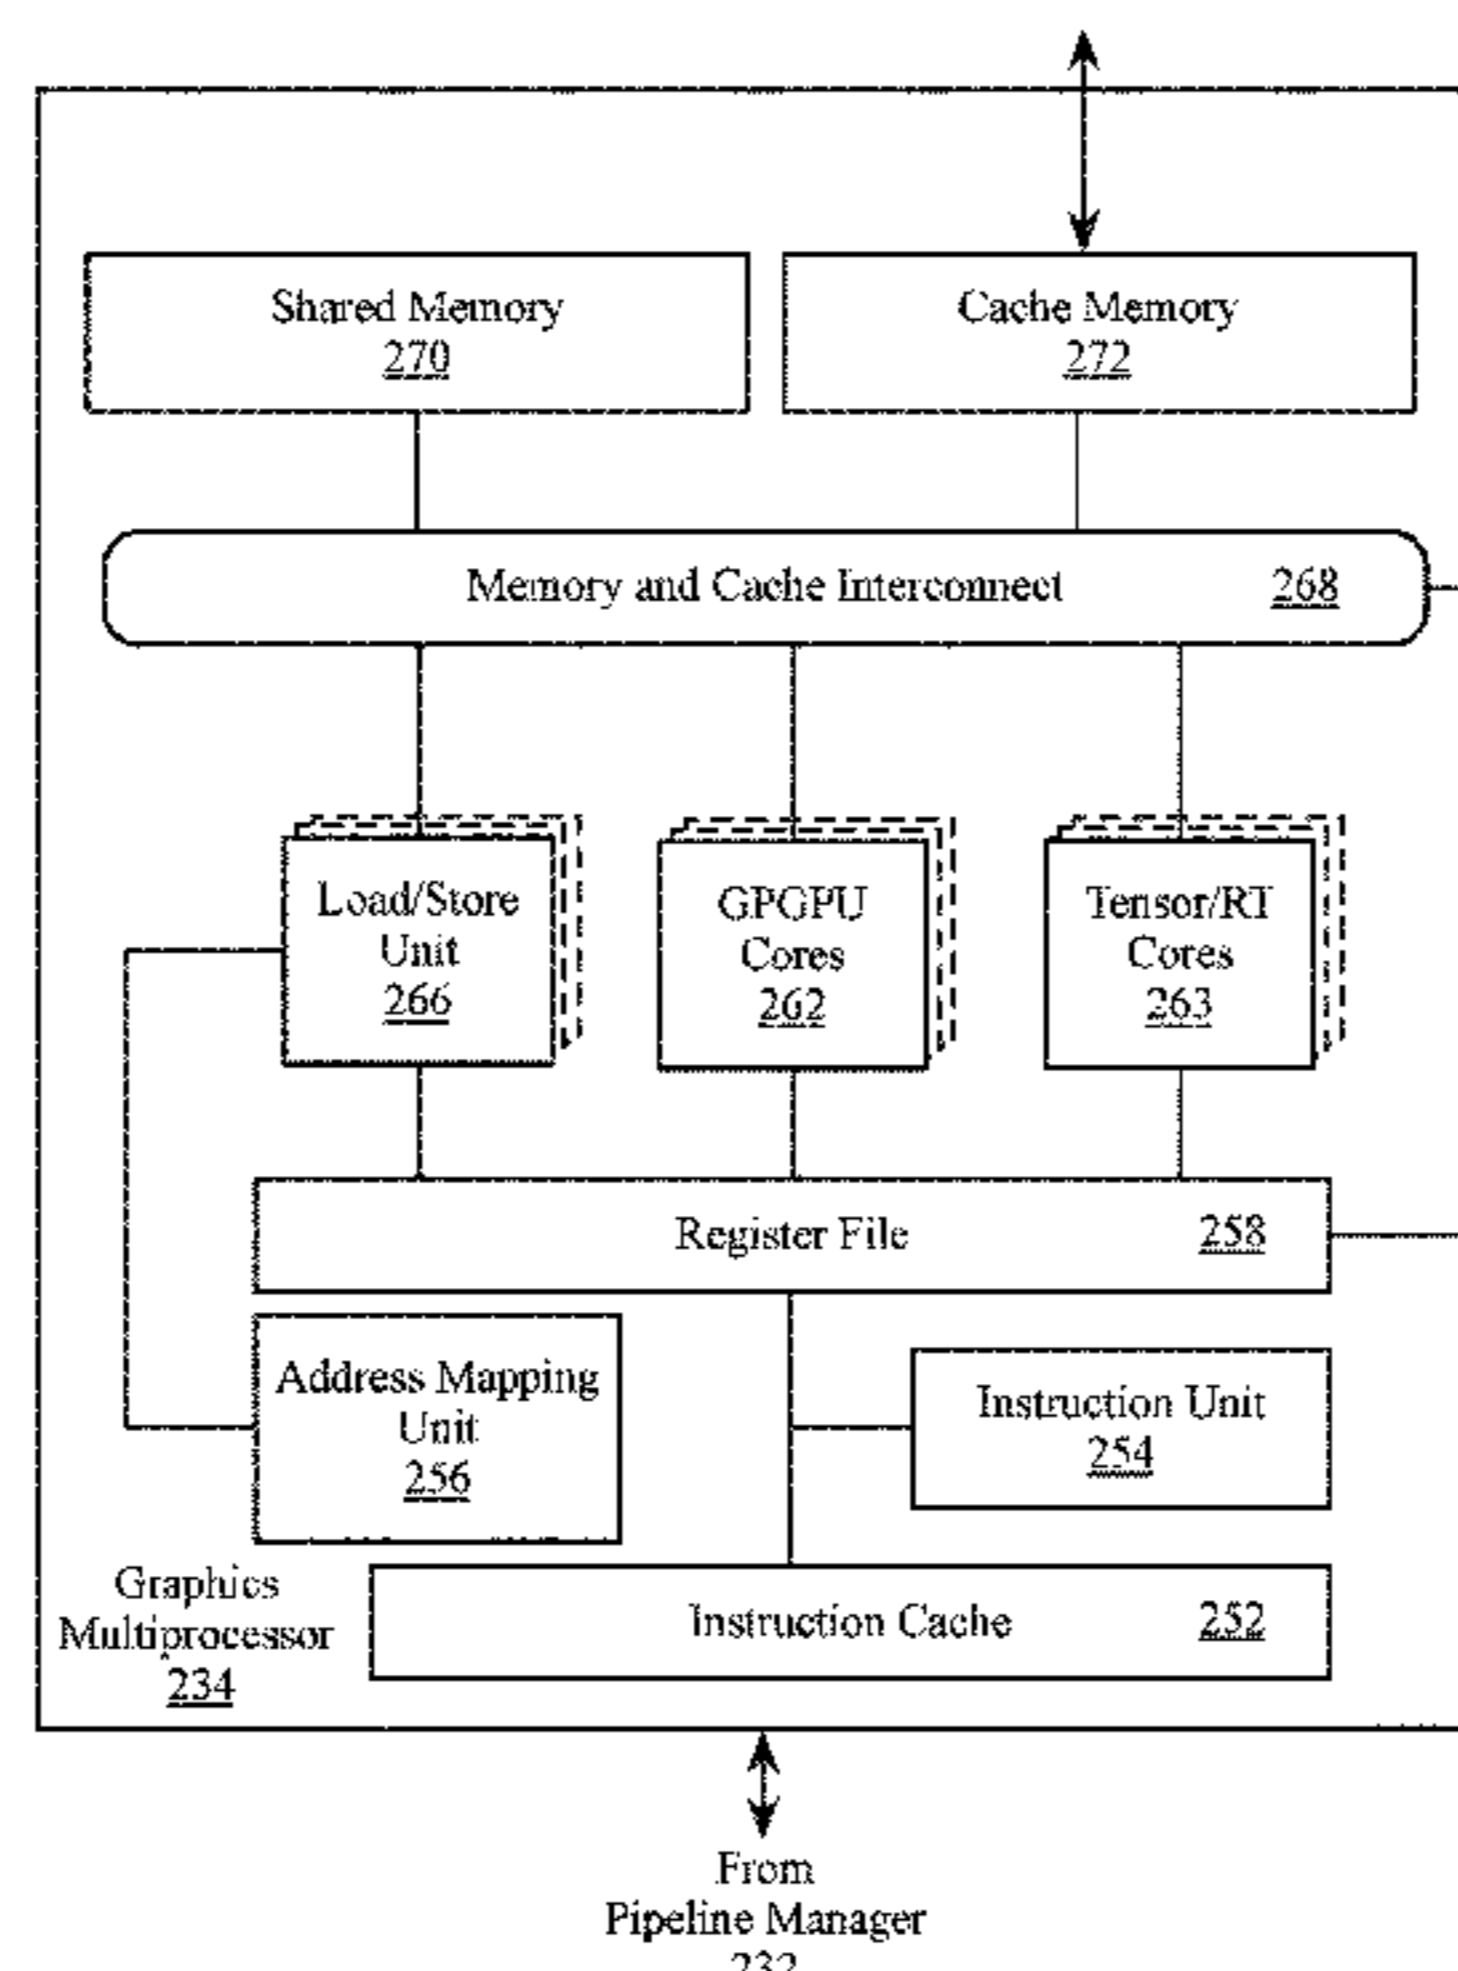 Shared Memory
270
Cache Memory
272
Memory and Cache Interconnect 268
Load/Store
Unit
266
GPGPU
Cores
262
Tensor/RT
Cores
263
Register File 258
Address Mapping
Unit
256
Instruction Unit
254
Graphics
Multiprocessor
234
Instruction Cache 252
From
Pipeline Manager
232